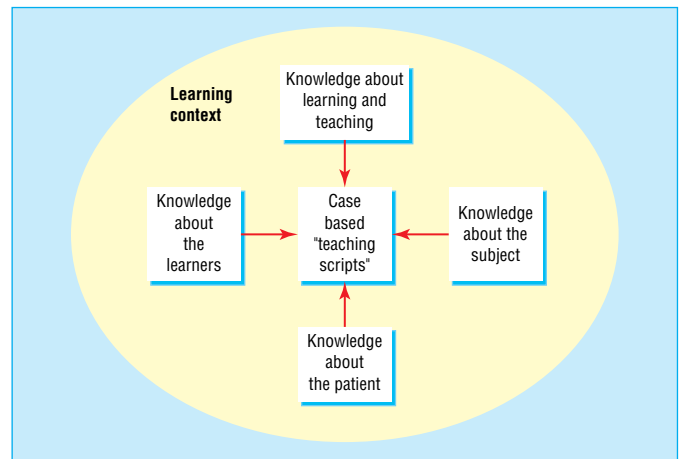 Knowledge about
learning and
teaching
Learning
context
Knowledge
about
the
learners
Case
based
"teaching
scripts"
Knowledge
about the
subject
Knowledge
about
the patient